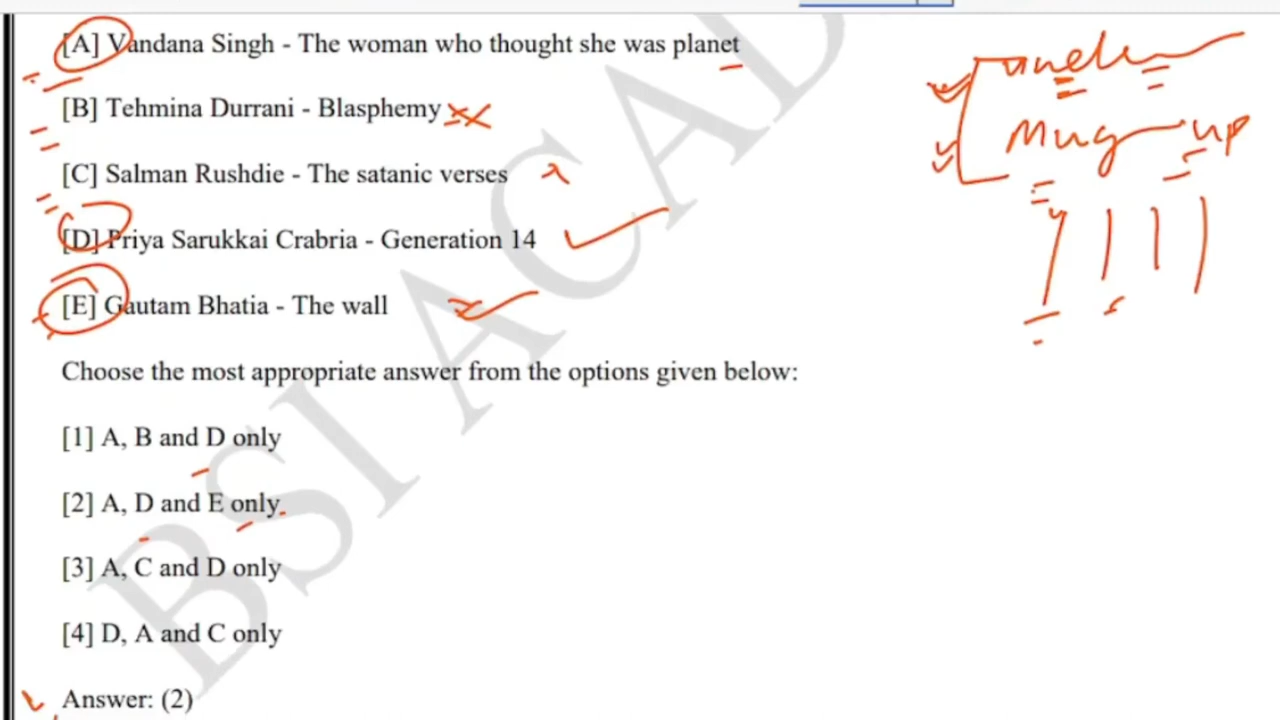 [A] Vandana Singh - The woman who thought she was planet
[B] Tehmina Durrani - Blasphemy
[C] Salman Rushdie - The satanic verses
[D] Priya Sarukkai Crabria - Generation 14
[E] Gautam Bhatia - The wall
Choose the most appropriate answer from the options given below:
[1] A, B and D only
[2] A, D and E only.
[3] A, C and D only
[4] D, A and C only
Answer: (2)
Mug up
BSI ACAD